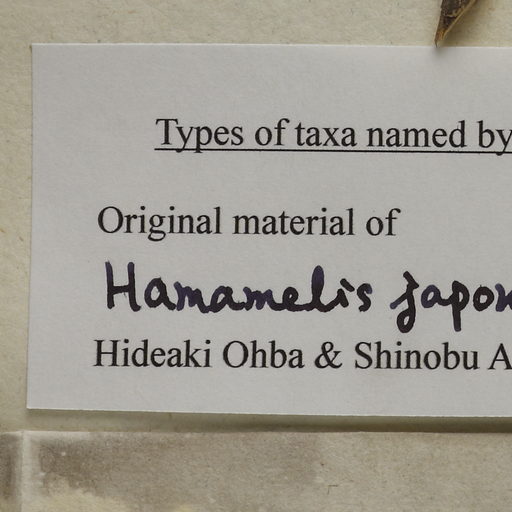 Types of taxa named by
Original material of
Hamamelis japon
Hideaki Ohba & Shinobu A